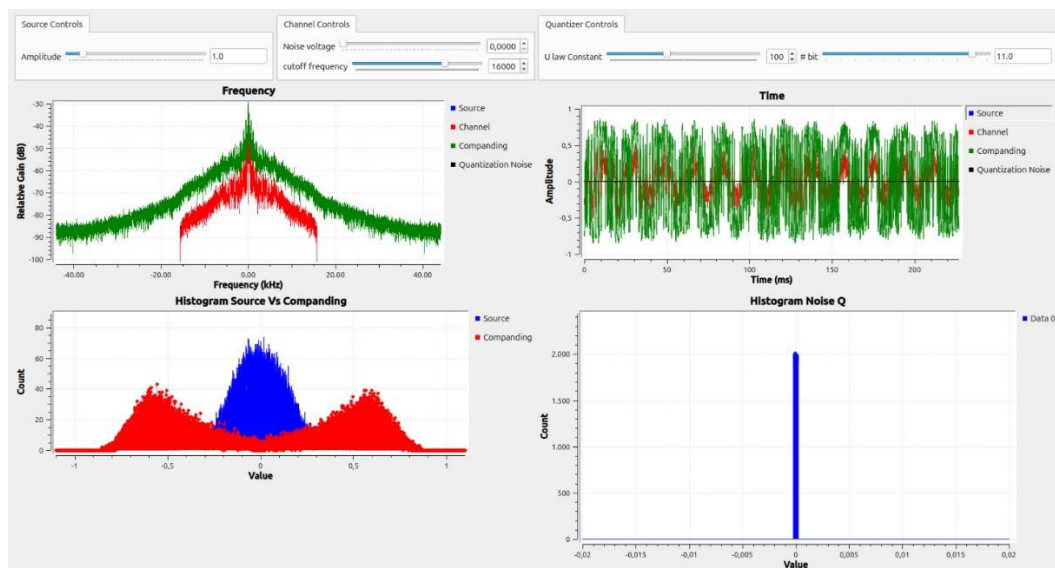 Source Controls
Amplitude 1.0
Channel Controls
Noise voltage 0,0000
cutoff frequency 16000
Quantizer Controls
U law Constant 100 # bit 11.0
Frequency
Relative Gain (dB)
-30
-40
-50
-60
-70
-80
-90
-100
-40.00 -20.00 0.00 20.00 40.00
Frequency (kHz)
Source
Channel
Companding
Quantization Noise
Time
Amplitude
1
0,5
0
-0,5
-1
0 50 100 150 200
Time (ms)
Source
Channel
Companding
Quantization Noise
Histogram Source Vs Companding
Count
80
60
40
20
0
-1 -0,5 0 0,5 1
Value
Source
Companding
Histogram Noise Q
Count
2.000
1.500
1.000
500
0
-0,02 -0,015 -0,01 -0,005 0 0,005 0,01 0,015 0,02
Value
Data 0